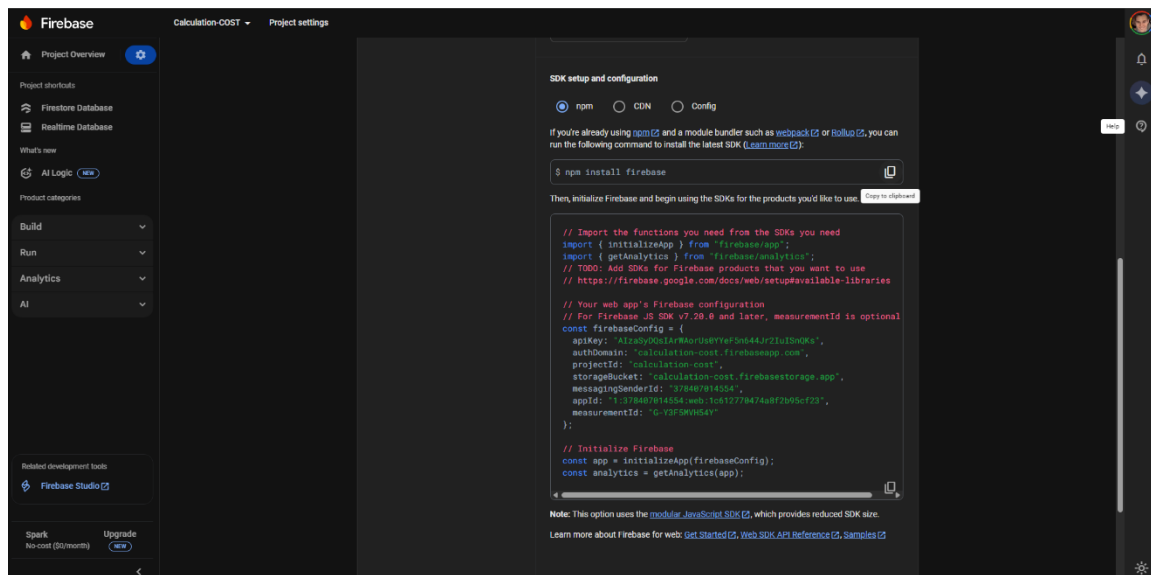 Firebase
Calculation-COST
Project settings
Project Overview
Project shortcuts
Firestore Database
Realtime Database
What's new
AI Logic
NEW
Product categories
Build
Run
Analytics
AI
Related development tools
Firebase Studio
Spark
No-cost ($0/month)
Upgrade
NEW
SDK setup and configuration
npm
CDN
Config
If you're already using npm and a module bundler such as webpack or Rollup, you can
run the following command to install the latest SDK (Learn more):
$ npm install firebase
Then, initialize Firebase and begin using the SDKs for the products you'd like to use.
Copy to clipboard
// Import the functions you need from the SDKs you need
import { initializeApp } from "firebase/app";
import { getAnalytics } from "firebase/analytics";
// TODO: Add SDKs for Firebase products that you want to use
// https://firebase.google.com/docs/web/setup#available-libraries
// Your web app's Firebase configuration
// For Firebase JS SDK v7.20.0 and later, measurementId is optional
const firebaseConfig = {
apiKey:
authDomain: "calculation-cost.firebaseapp.com",
projectId: "calculation-cost",
storageBucket: "calculation-cost.firebasestorage.app",
messagingSenderId: "378407014554",
appId: "1:378407014554:web:1c612770474a8f2b95cf23",
measurementId: "G-Y3F5MVH54Y"
};
// Initialize Firebase
const app = initializeApp(firebaseConfig);
const analytics = getAnalytics(app);
Note: This option uses the modular JavaScript SDK, which provides reduced SDK size.
Learn more about Firebase for web: Get Started, Web SDK API Reference, Samples
Help